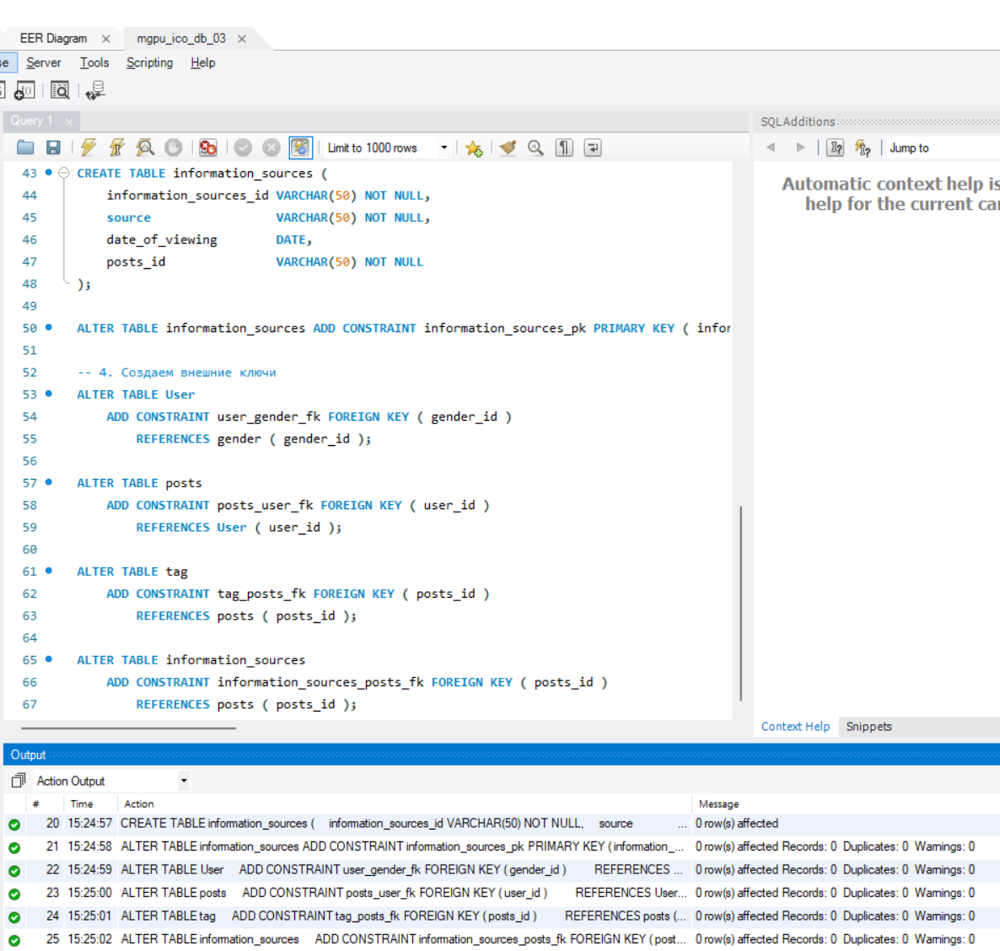 EER Diagram
mgpu_ico_db_03
se Server Tools Scripting Help
Query 1
SQLAdditions
Limit to 1000 rows
Jump to
43 CREATE TABLE information_sources (
44 information_sources_id VARCHAR(50) NOT NULL,
45 source VARCHAR(50) NOT NULL,
46 date_of_viewing DATE,
47 posts_id VARCHAR(50) NOT NULL
48 );
49
50 ALTER TABLE information_sources ADD CONSTRAINT information_sources_pk PRIMARY KEY ( infor
51
52 -- 4. Создаем внешние ключи
53 ALTER TABLE User
54 ADD CONSTRAINT user_gender_fk FOREIGN KEY ( gender_id )
55 REFERENCES gender ( gender_id );
56
57 ALTER TABLE posts
58 ADD CONSTRAINT posts_user_fk FOREIGN KEY ( user_id )
59 REFERENCES User ( user_id );
60
61 ALTER TABLE tag
62 ADD CONSTRAINT tag_posts_fk FOREIGN KEY ( posts_id )
63 REFERENCES posts ( posts_id );
64
65 ALTER TABLE information_sources
66 ADD CONSTRAINT information_sources_posts_fk FOREIGN KEY ( posts_id )
67 REFERENCES posts ( posts_id );
Automatic context help is
help for the current car
Context Help Snippets
Output
Action Output
# Time Action Message
20 15:24:57 CREATE TABLE information_sources ( information_sources_id VARCHAR(50) NOT NULL, source ... 0 row(s) affected
21 15:24:58 ALTER TABLE information_sources ADD CONSTRAINT information_sources_pk PRIMARY KEY ( information_... 0 row(s) affected Records: 0 Duplicates: 0 Warnings: 0
22 15:24:59 ALTER TABLE User ADD CONSTRAINT user_gender_fk FOREIGN KEY ( gender_id ) REFERENCES ... 0 row(s) affected Records: 0 Duplicates: 0 Warnings: 0
23 15:25:00 ALTER TABLE posts ADD CONSTRAINT posts_user_fk FOREIGN KEY ( user_id ) REFERENCES User... 0 row(s) affected Records: 0 Duplicates: 0 Warnings: 0
24 15:25:01 ALTER TABLE tag ADD CONSTRAINT tag_posts_fk FOREIGN KEY ( posts_id ) REFERENCES posts (... 0 row(s) affected Records: 0 Duplicates: 0 Warnings: 0
25 15:25:02 ALTER TABLE information_sources ADD CONSTRAINT information_sources_posts_fk FOREIGN KEY ( post... 0 row(s) affected Records: 0 Duplicates: 0 Warnings: 0